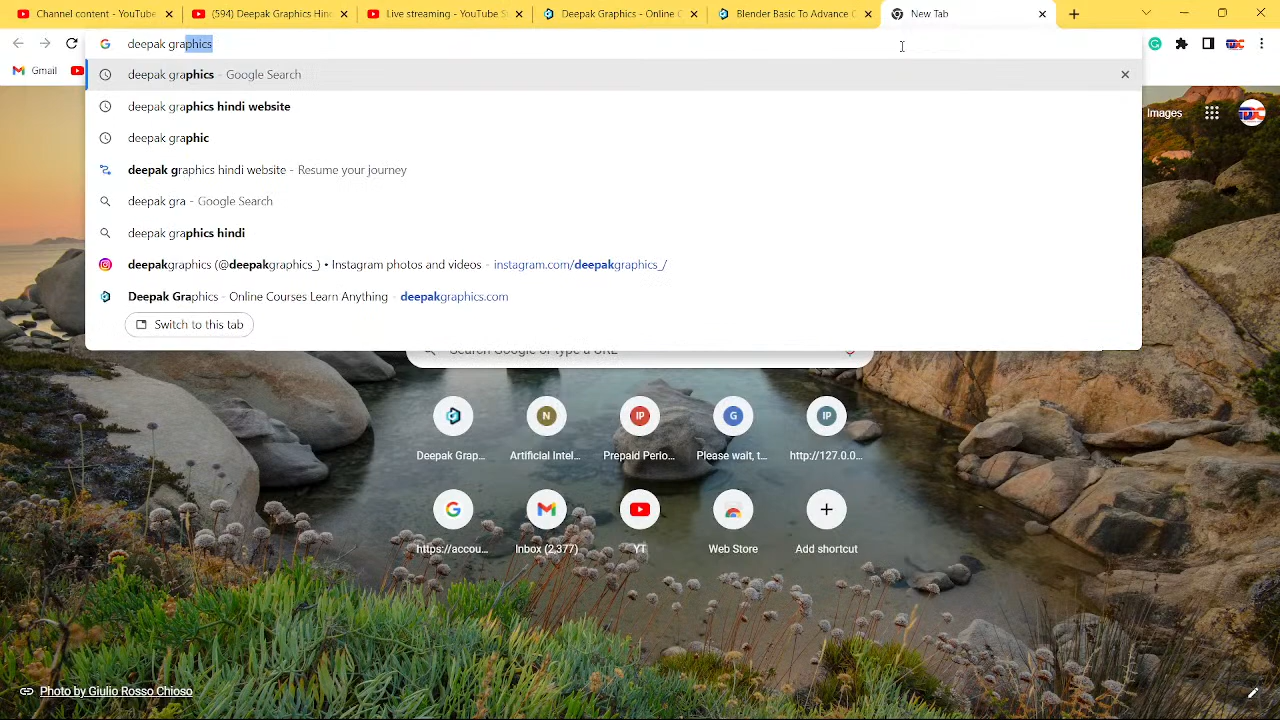 Channel content - YouTube
(594) Deepak Graphics Hin
Live streaming - YouTube S
Deepak Graphics - Online C
Blender Basic To Advance C
New Tab
deepak graphics
Gmail
deepak graphics - Google Search
deepak graphics hindi website
deepak graphic
deepak graphics hindi website - Resume your journey
deepak gra - Google Search
deepak graphics hindi
deepakgraphics (@deepakgraphics_) • Instagram photos and videos - instagram.com/deepakgraphics_/
Deepak Graphics - Online Courses Learn Anything - deepakgraphics.com
Switch to this tab
Images
Search Google or type a URL
Deepak Grap...
N
Artificial Intel...
IP
Prepaid Perio...
G
Please wait, t...
IP
http://127.0.0...
https://accou...
Inbox (2,377)
YT
Web Store
Add shortcut
Photo by Giulio Rosso Chioso